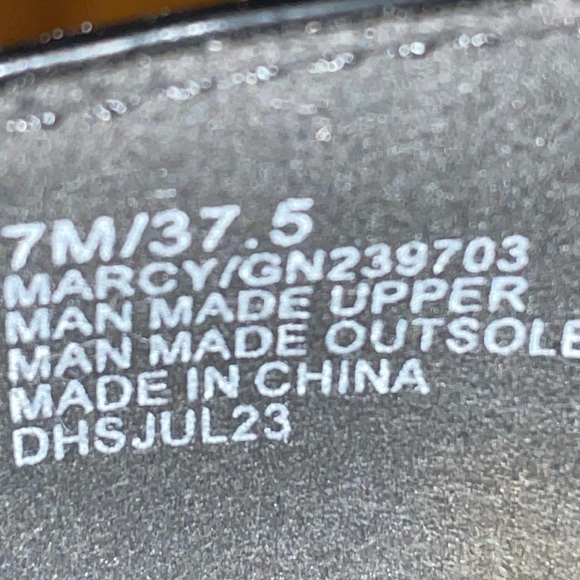 7M/37.5
MARCY/GN239703
MAN MADE UPPER
MAN MADE OUTSOLE
MADE IN CHINA
DHSJUL23